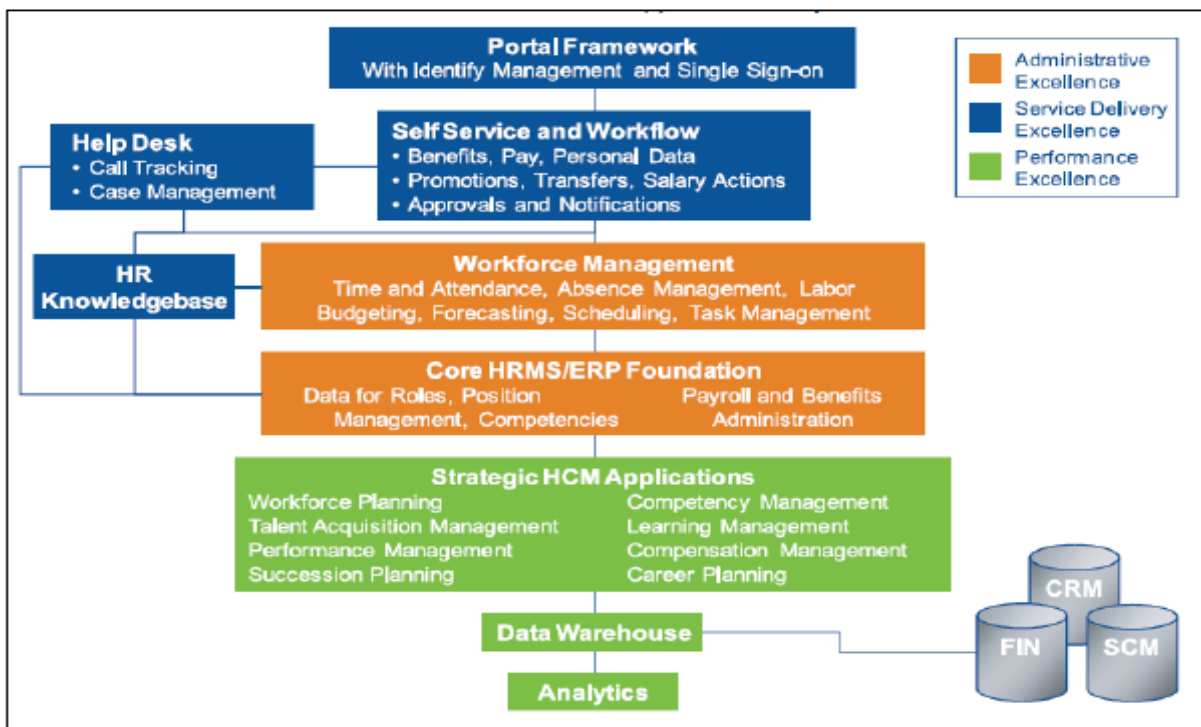 Portal Framework
With Identify Management and Single Sign-on
Administrative
Excellence
Service Delivery
Excellence
Performance
Excellence
Help Desk
• Call Tracking
• Case Management
Self Service and Workflow
• Benefits, Pay, Personal Data
• Promotions, Transfers, Salary Actions
• Approvals and Notifications
HR
Knowledgebase
Workforce Management
Time and Attendance, Absence Management, Labor
Budgeting, Forecasting, Scheduling, Task Management
Core HRMS/ERP Foundation
Data for Roles, Position
Management, Competencies
Payroll and Benefits
Administration
Strategic HCM Applications
Workforce Planning
Talent Acquisition Management
Performance Management
Succession Planning
Competency Management
Learning Management
Compensation Management
Career Planning
Data Warehouse
Analytics
CRM
FIN
SCM